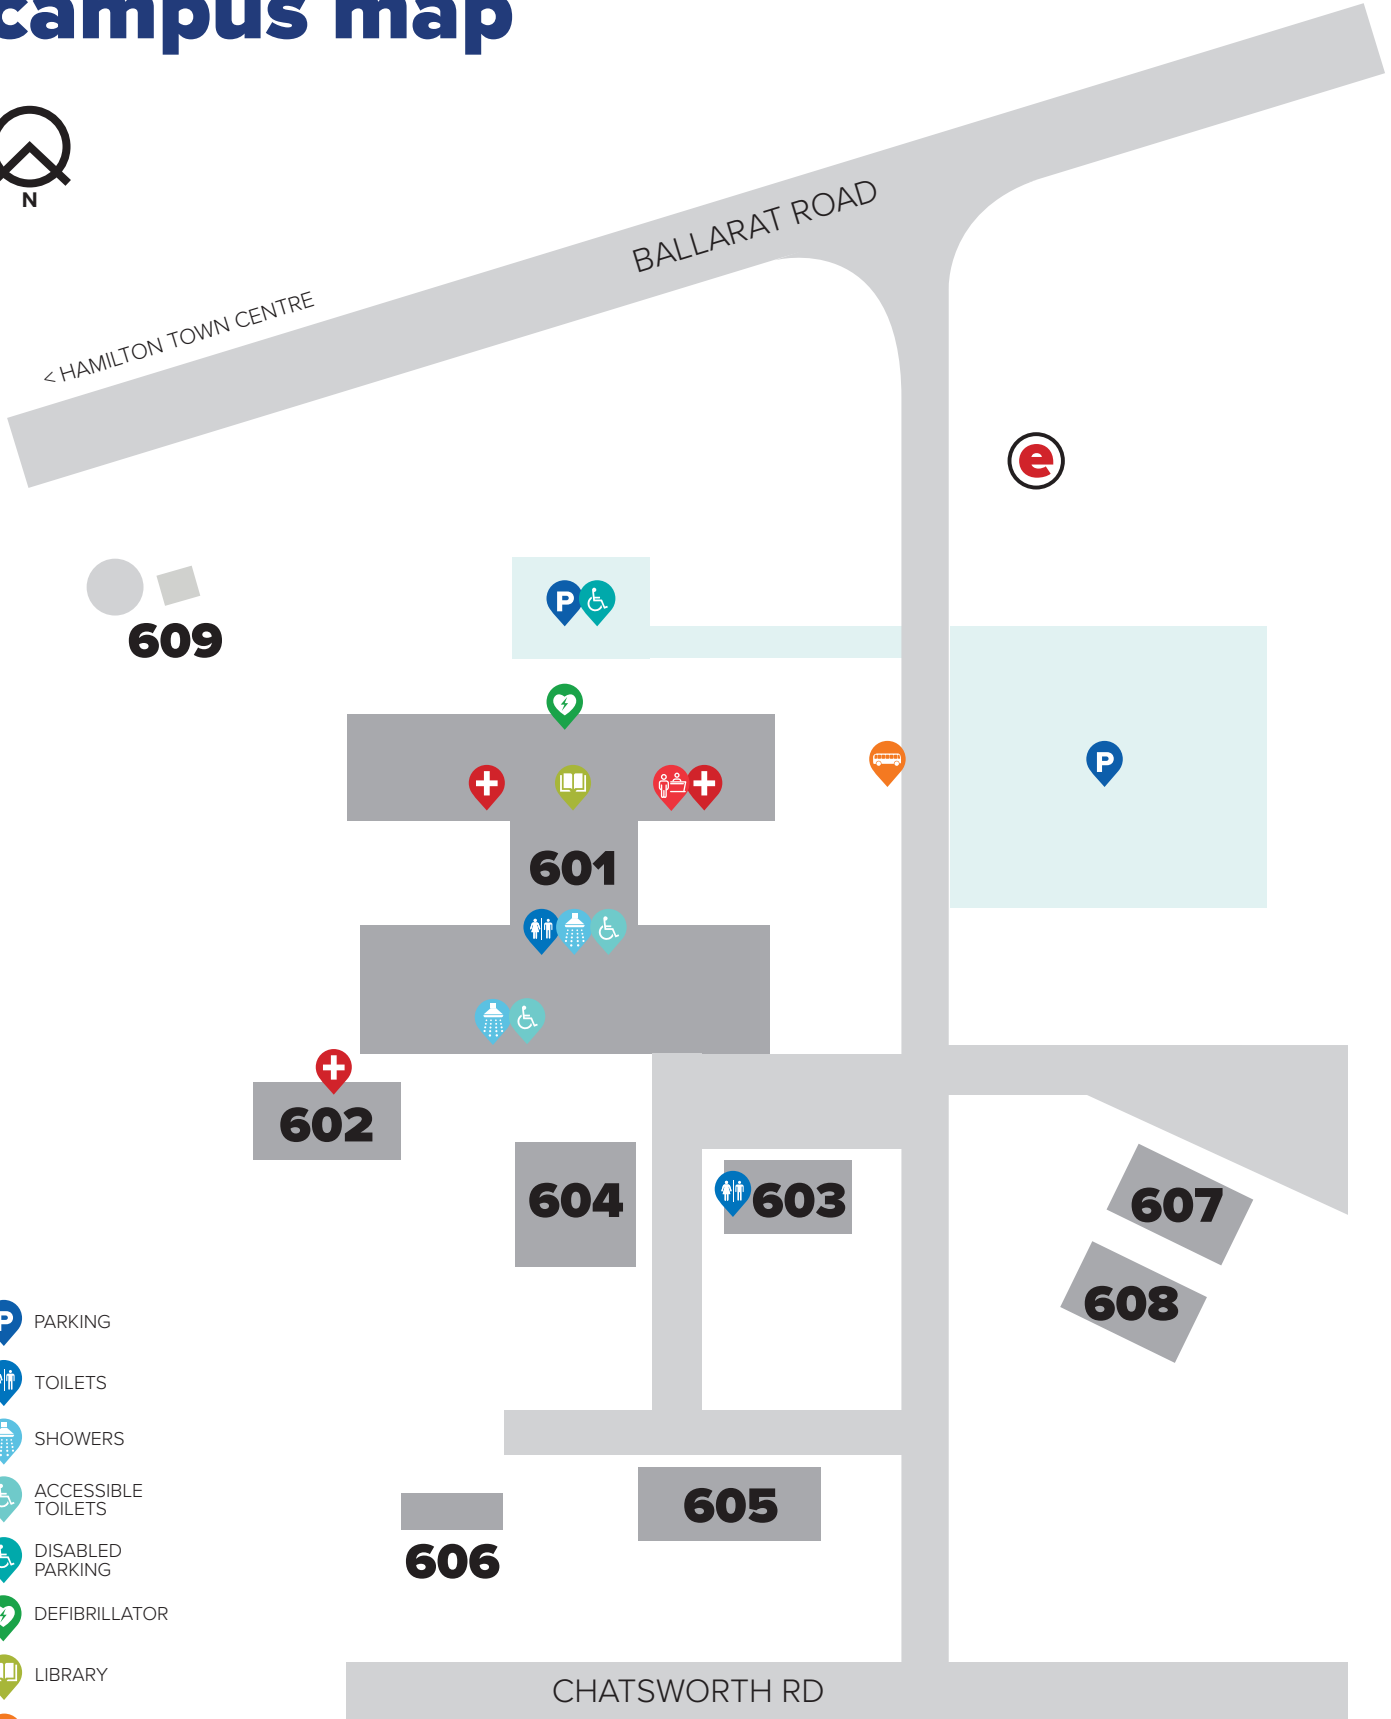 campus map
N
BALLARAT ROAD
< HAMILTON TOWN CENTRE
e
609
P
P
601
602
604
603
607
608
P PARKING
TOILETS
SHOWERS
ACCESSIBLE
TOILETS
DISABLED
PARKING
DEFIBRILLATOR
LIBRARY
605
606
CHATSWORTH RD